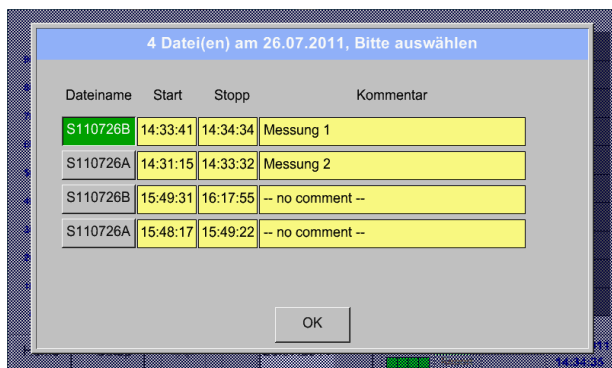 4 Datei(en) am 26.07.2011, Bitte auswählen
Dateiname Start Stopp Kommentar
S110726B 14:33:41 14:34:34 Messung 1
S110726A 14:31:15 14:33:32 Messung 2
S110726B 15:49:31 16:17:55 -- no comment --
S110726A 15:48:17 15:49:22 -- no comment --
OK
14:34:35